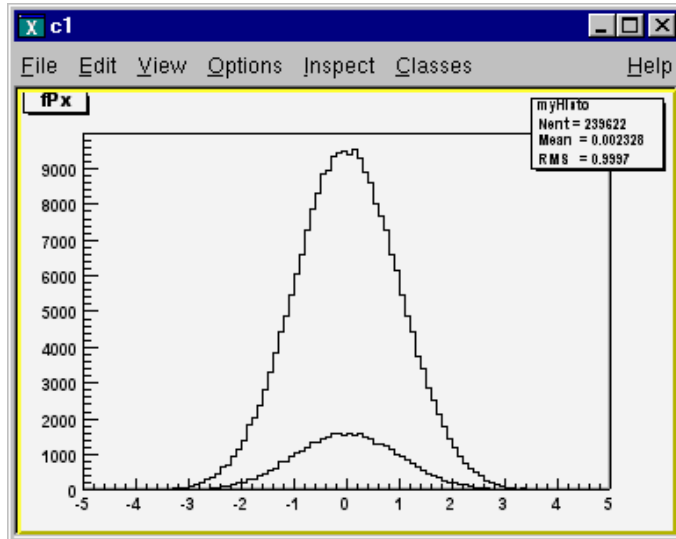 X c1
File Edit View Options Inspect Classes Help
fPx
myHisto
Nent = 239622
Mean = 0.002328
RMS = 0.9997
9000
8000
7000
6000
5000
4000
3000
2000
1000
0
-5 -4 -3 -2 -1 0 1 2 3 4 5